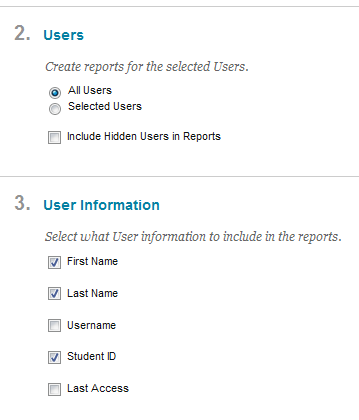 2. Users
Create reports for the selected Users.
All Users
Selected Users
Include Hidden Users in Reports
3. User Information
Select what User information to include in the reports.
First Name
Last Name
Username
Student ID
Last Access